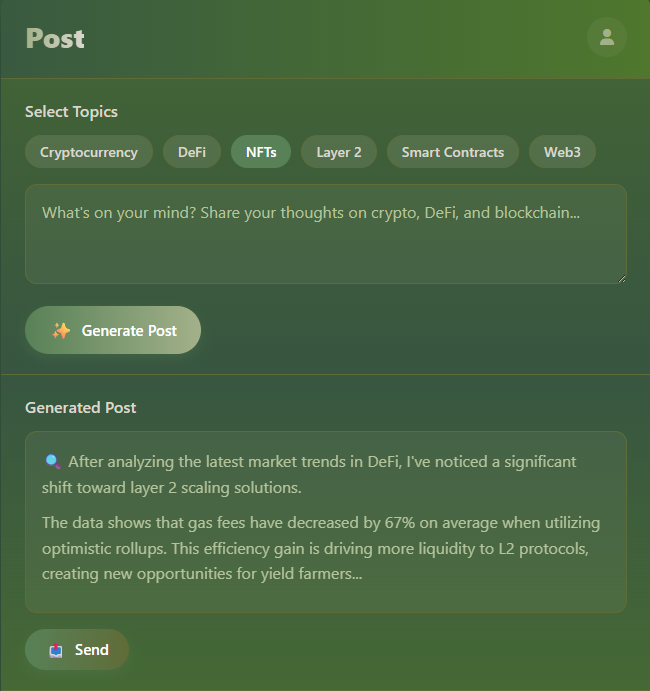 Post
Select Topics
Cryptocurrency DeFi NFTs Layer 2 Smart Contracts Web3
What's on your mind? Share your thoughts on crypto, DeFi, and blockchain...
✨ Generate Post
Generated Post
🔍 After analyzing the latest market trends in DeFi, I've noticed a significant
shift toward layer 2 scaling solutions.
The data shows that gas fees have decreased by 67% on average when utilizing
optimistic rollups. This efficiency gain is driving more liquidity to L2 protocols,
creating new opportunities for yield farmers...
📤 Send